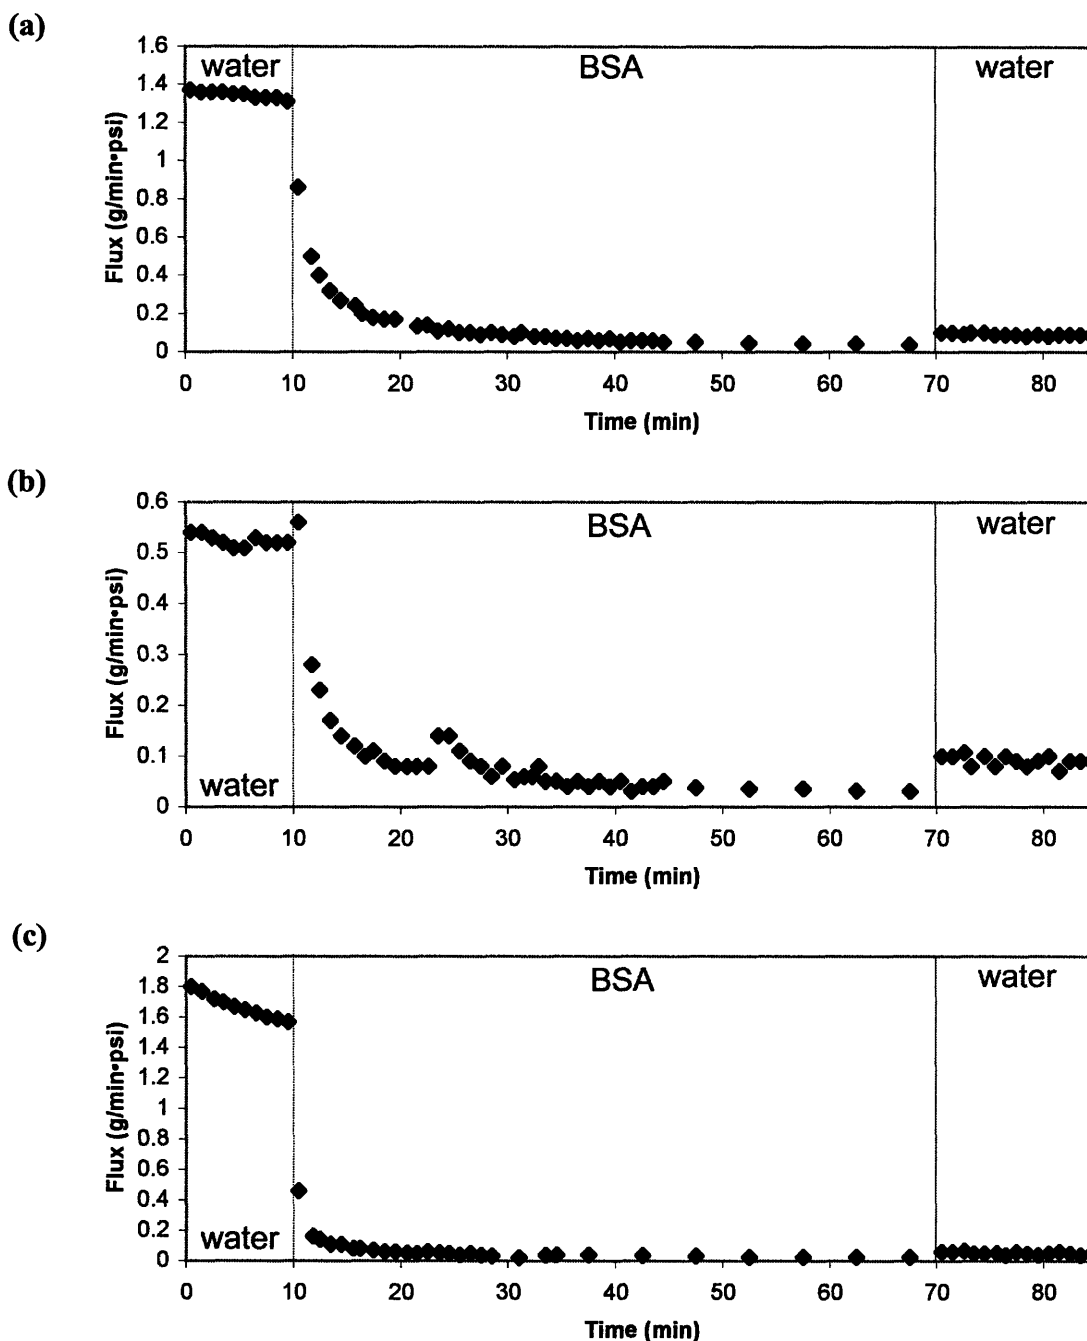 (a)
1.6
water
BSA
water
1.4
1.2
1
0.8
0.6
0.4
0.2
0
Flux (g/min•psi)
0 10 20 30 40 50 60 70 80
Time (min)
(b)
0.6
BSA
water
0.5
0.4
0.3
0.2
0.1
0
water
Flux (g/min•psi)
0 10 20 30 40 50 60 70 80
Time (min)
(c)
2
BSA
water
1.8
1.6
1.4
1.2
1
0.8
0.6
0.4
0.2
0
water
Flux (g/min•psi)
0 10 20 30 40 50 60 70 80
Time (min)